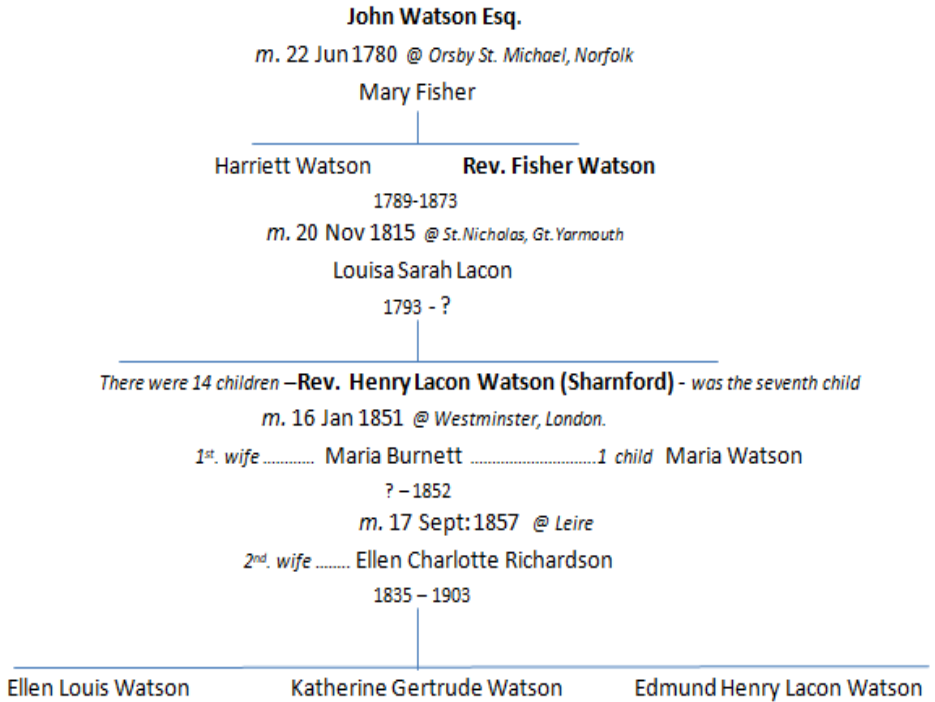 John Watson Esq.
m. 22 Jun 1780 @ Orsby St. Michael, Norfolk
Mary Fisher
Harriett Watson Rev. Fisher Watson
1789-1873
m. 20 Nov 1815 @ St.Nicholas, Gt.Yarmouth
Louisa Sarah Lacon
1793 - ?
There were 14 children –Rev. Henry Lacon Watson (Sharnford) - was the seventh child
m. 16 Jan 1851 @ Westminster, London.
1st. wife ............ Maria Burnett .............................1 child Maria Watson
? – 1852
m. 17 Sept: 1857 @ Leire
2nd. wife ........ Ellen Charlotte Richardson
1835 – 1903
Ellen Louis Watson Katherine Gertrude Watson Edmund Henry Lacon Watson